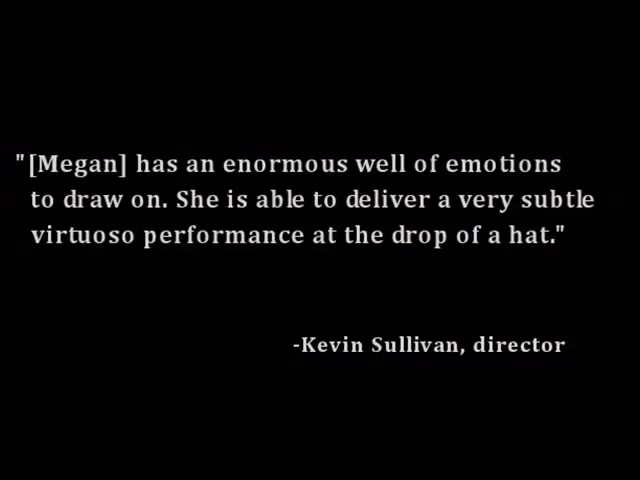 "[Megan] has an enormous well of emotions
to draw on. She is able to deliver a very subtle
virtuoso performance at the drop of a hat."
-Kevin Sullivan, director